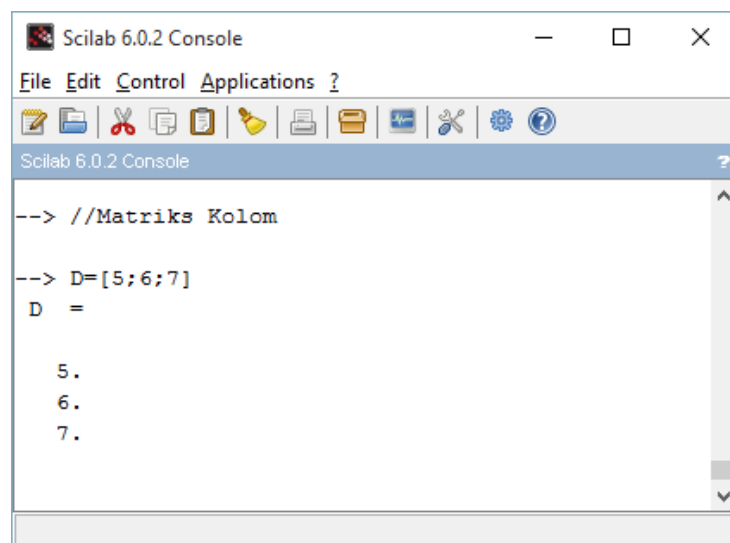 Scilab 6.0.2 Console
File Edit Control Applications ?
Scilab 6.0.2 Console ?
--> //Matriks Kolom
--> D=[5;6;7]
D  =
5.
6.
7.